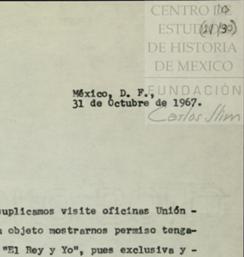 CENTRO DE
ESTUDIOS
DE HISTORIA
DE MEXICO
FUNDACIÓN
Carlos Slim
México, D. F.,
31 de Octubre de 1967.
suplicamos visite oficinas Unión -
objeto mostrarnos permiso tenga-
"El Rey y Yo", pues exclusiva y -